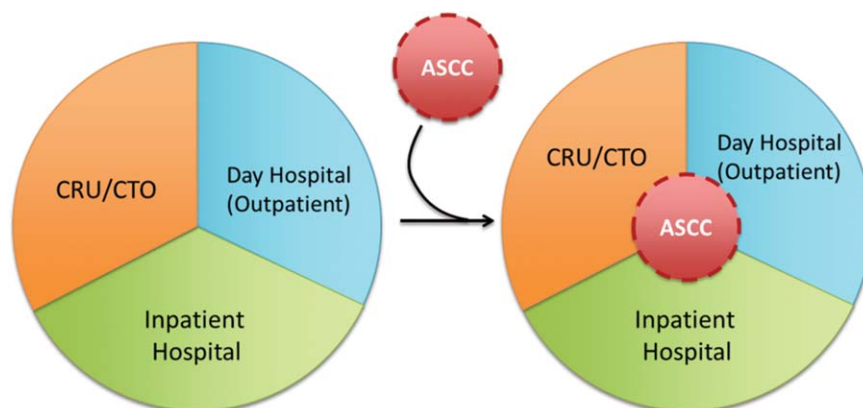 CRU/CTO
Day Hospital
(Outpatient)
Inpatient
Hospital
ASCC
CRU/CTO
Day Hospital
(Outpatient)
ASCC
Inpatient
Hospital